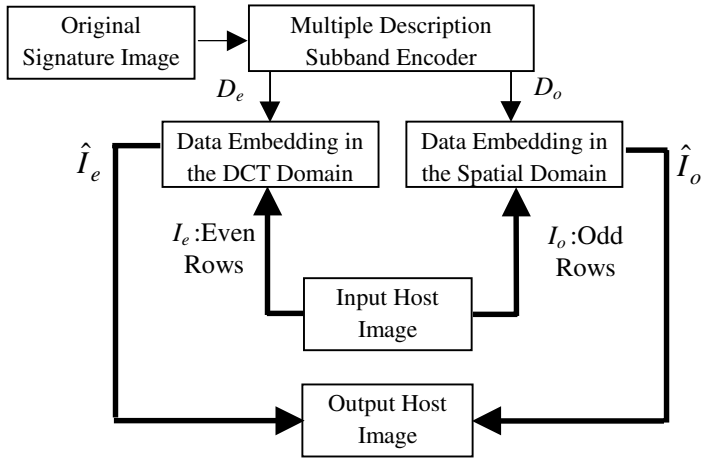 Original
Signature Image
Multiple Description
Subband Encoder
D_e
D_o
Data Embedding in
the DCT Domain
Data Embedding in
the Spatial Domain
Î_e
Î_o
I_e:Even
Rows
I_o:Odd
Rows
Input Host
Image
Output Host
Image